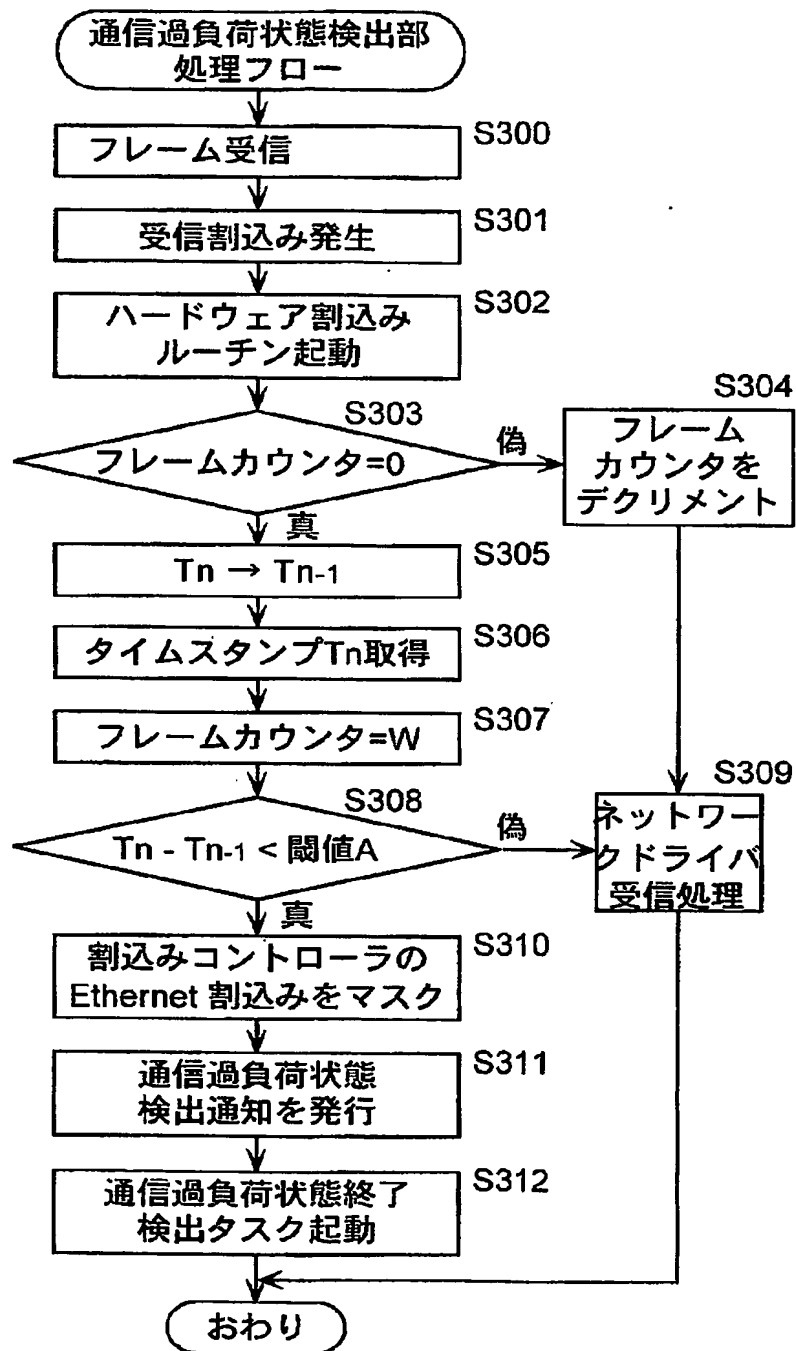 通信過負荷状態検出部
処理フロー
フレーム受信
S300
受信割込み発生
S301
ハードウェア割込み
ルーチン起動
S302
フレームカウンタ=0
S303
偽
真
フレーム
カウンタを
デクリメント
S304
Tn → Tn-1
S305
タイムスタンプTn取得
S306
フレームカウンタ=W
S307
Tn - Tn-1 < 閾値A
S308
偽
真
ネットワー
クドライバ
受信処理
S309
割込みコントローラの
Ethernet 割込みをマスク
S310
通信過負荷状態
検出通知を発行
S311
通信過負荷状態終了
検出タスク起動
S312
おわり